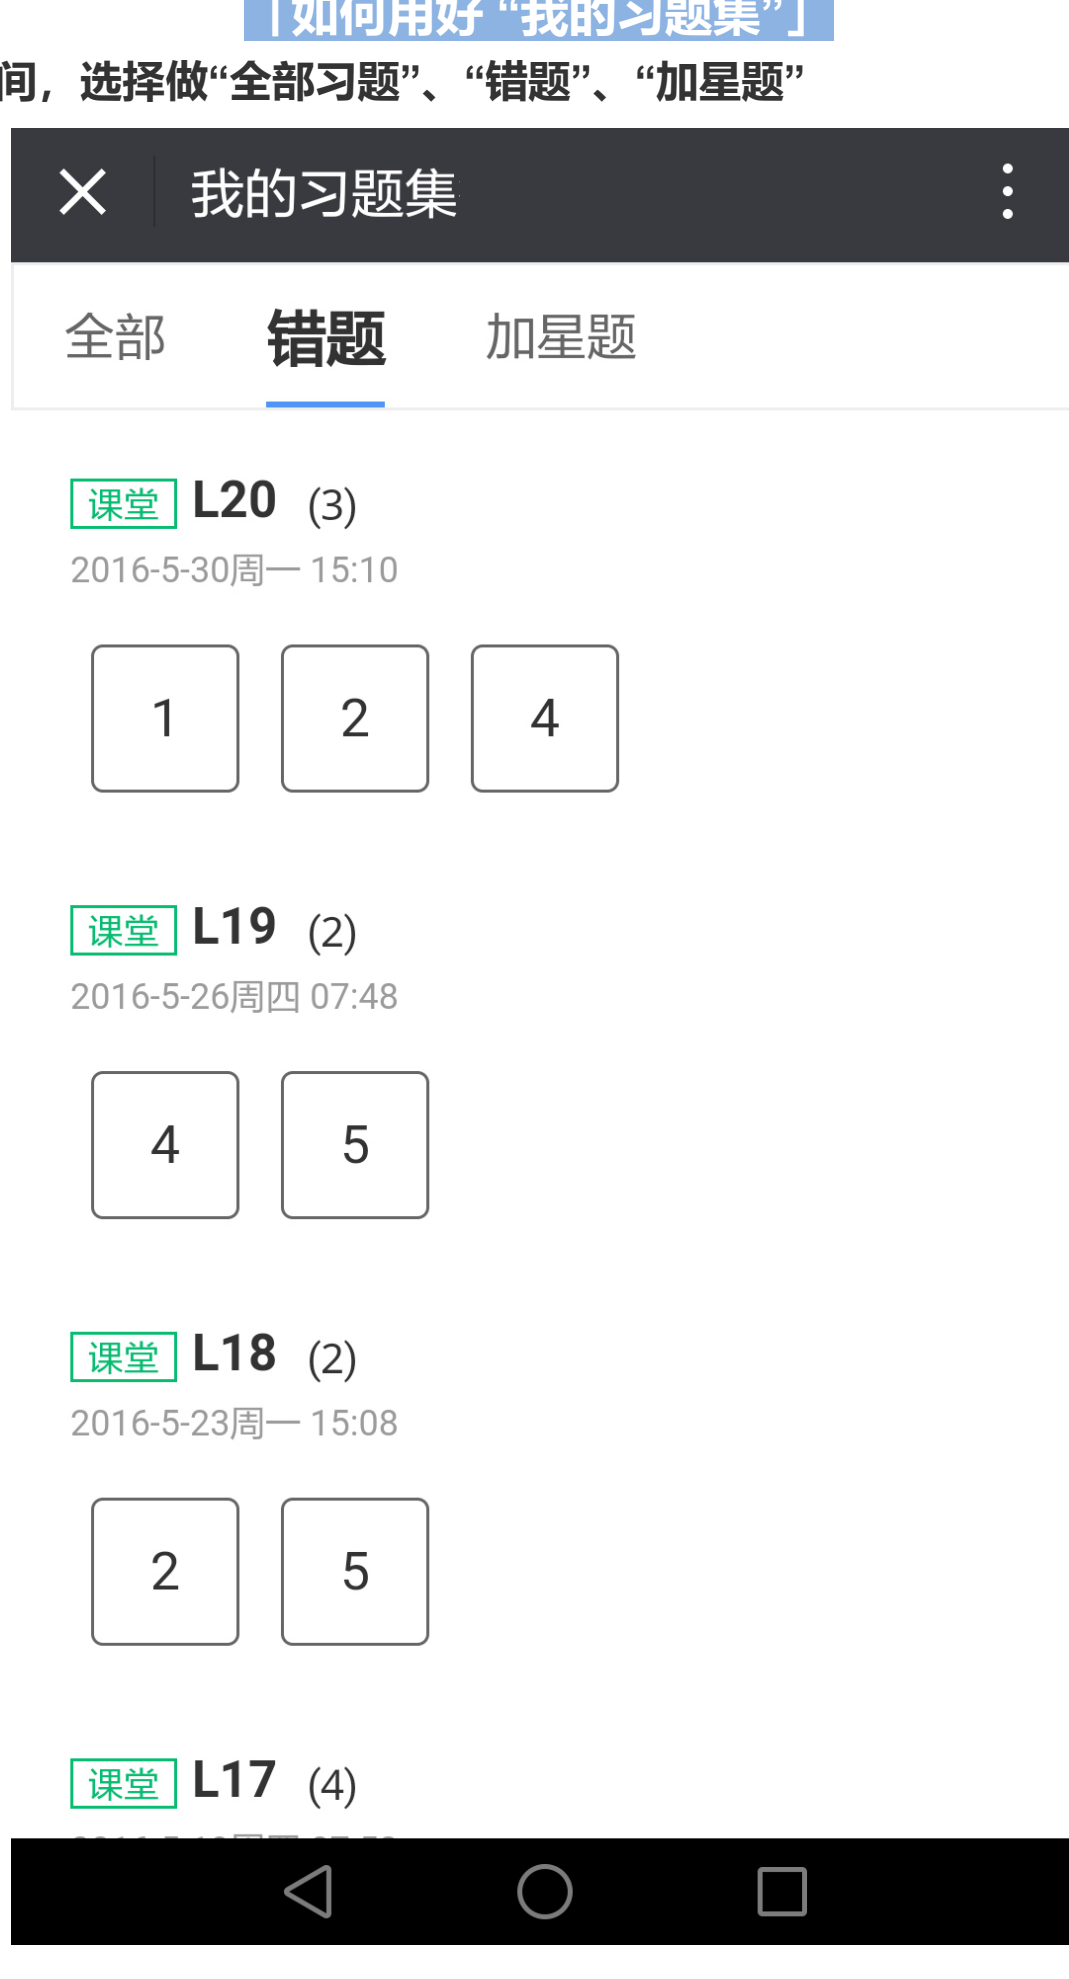 「如何用好“我的习题集”」
间，选择做“全部习题”、“错题”、“加星题”
我的习题集
全部 错题 加星题
课堂 L20 (3)
2016-5-30周一 15:10
1 2 4
课堂 L19 (2)
2016-5-26周四 07:48
4 5
课堂 L18 (2)
2016-5-23周一 15:08
2 5
课堂 L17 (4)